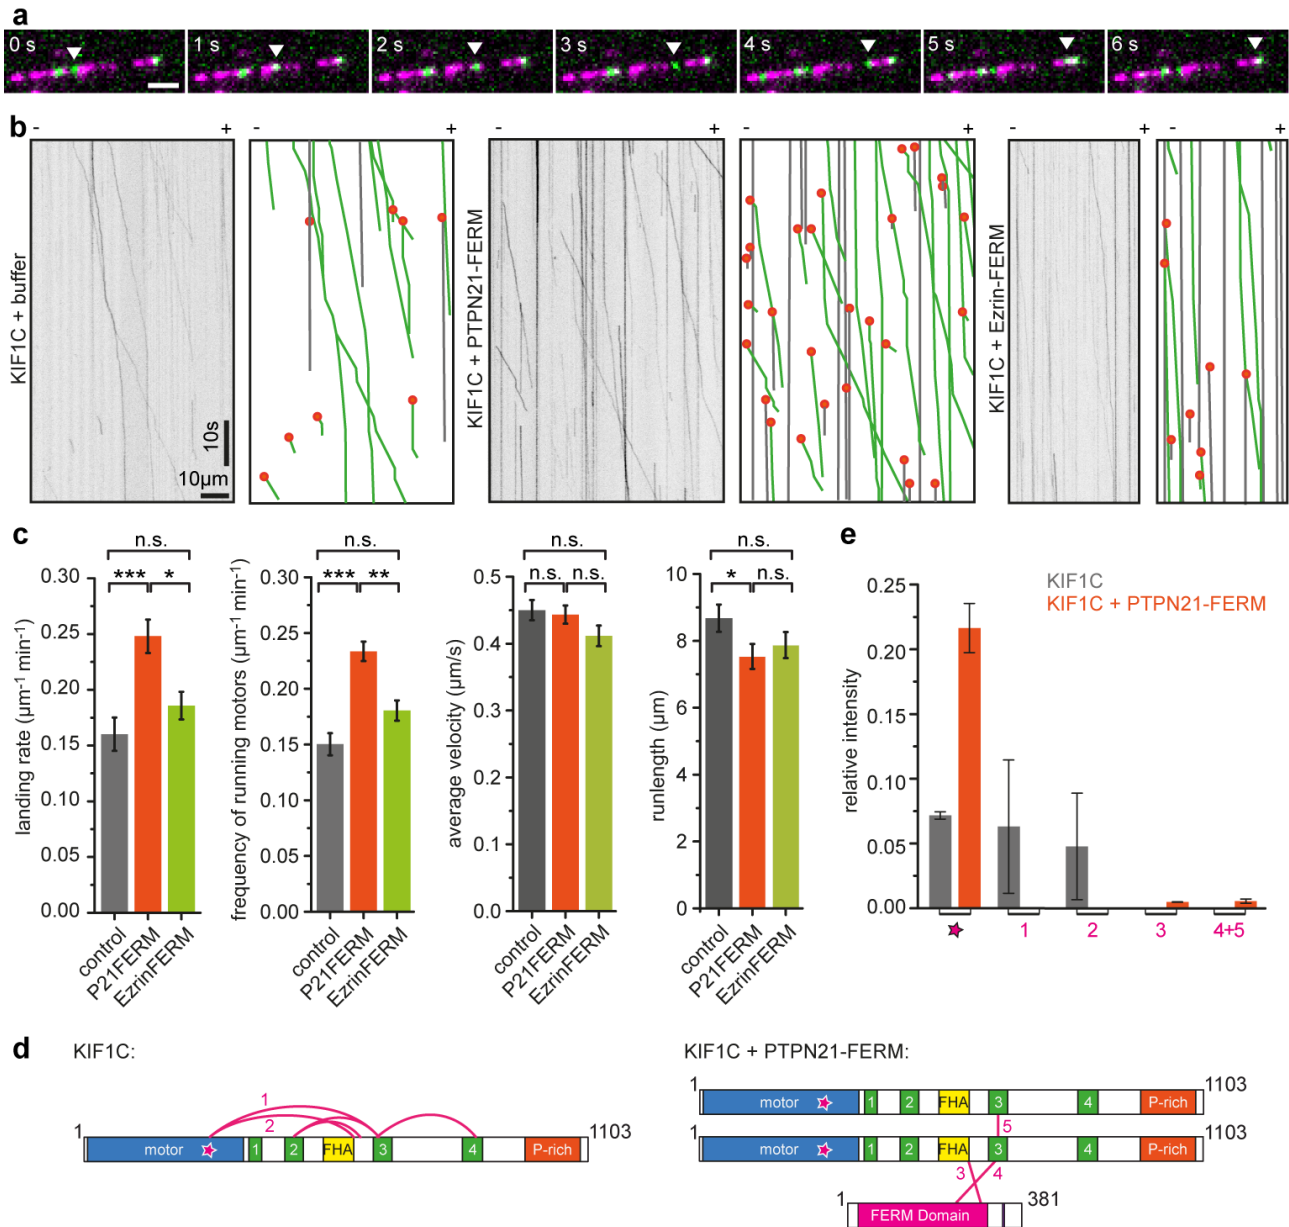 a
0 s 1 s 2 s 3 s 4 s 5 s 6 s
b
- + - + - + - + - + - +
KIF1C + buffer
10s
10μm
KIF1C + PTPN21-FERM
KIF1C + Ezrin-FERM
c
n.s.
*** *
landing rate (μm-1 min-1)
0.30
0.25
0.20
0.15
0.10
0.05
0.00
control
P21FERM
EzrinFERM
n.s.
*** **
frequency of running motors (μm-1 min-1)
0.30
0.25
0.20
0.15
0.10
0.05
0.00
control
P21FERM
EzrinFERM
n.s.
n.s. n.s.
average velocity (μm/s)
0.5
0.4
0.3
0.2
0.1
0.0
control
P21FERM
EzrinFERM
n.s.
* n.s.
runlength (μm)
10
8
6
4
2
0
control
P21FERM
EzrinFERM
e
KIF1C
KIF1C + PTPN21-FERM
relative intensity
0.25
0.20
0.15
0.10
0.05
0.00
1 2 3 4+5
d
KIF1C:
1
2
1 1103
motor 1 2 FHA 3 4 P-rich
KIF1C + PTPN21-FERM:
1 1103
motor 1 2 FHA 3 4 P-rich
5
1 1103
motor 1 2 FHA 3 4 P-rich
3 4
1 381
FERM Domain